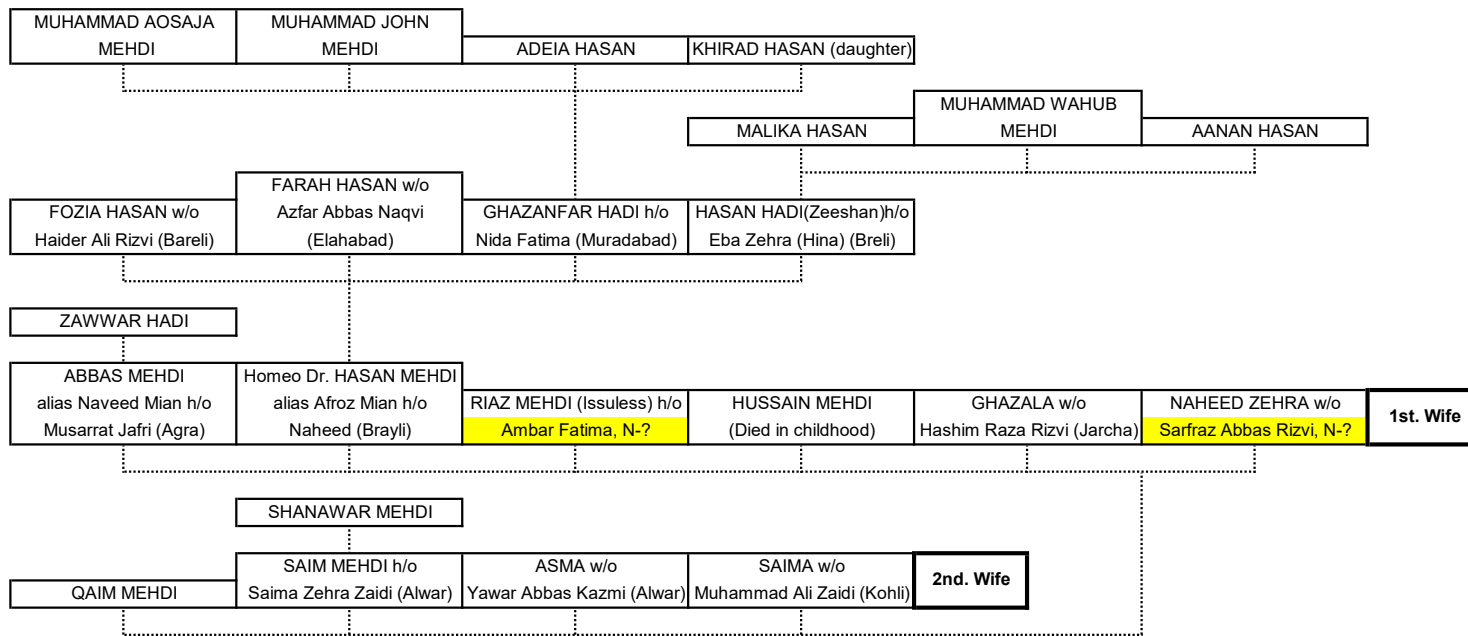 MUHAMMAD AOSAJA
MEHDI
MUHAMMAD JOHN
MEHDI
ADEIA HASAN
KHIRAD HASAN (daughter)
MALIKA HASAN
MUHAMMAD WAHUB
MEHDI
AANAN HASAN
FOZIA HASAN w/o
Haider Ali Rizvi (Bareli)
FARAH HASAN w/o
Azfar Abbas Naqvi
(Elahabad)
GHAZANFAR HADI h/o
Nida Fatima (Muradabad)
HASAN HADI(Zeeshan)h/o
Eba Zehra (Hina) (Breli)
ZAWWAR HADI
ABBAS MEHDI
alias Naveed Mian h/o
Musarrat Jafri (Agra)
Homeo Dr. HASAN MEHDI
alias Afroz Mian h/o
Naheed (Brayli)
RIAZ MEHDI (Issuless) h/o
Ambar Fatima, N-?
HUSSAIN MEHDI
(Died in childhood)
GHAZALA w/o
Hashim Raza Rizvi (Jarcha)
NAHEED ZEHRA w/o
Sarfraz Abbas Rizvi, N-?
1st. Wife
SHANAWAR MEHDI
QAIM MEHDI
SAIM MEHDI h/o
Saima Zehra Zaidi (Alwar)
ASMA w/o
Yawar Abbas Kazmi (Alwar)
SAIMA w/o
Muhammad Ali Zaidi (Kohli)
2nd. Wife